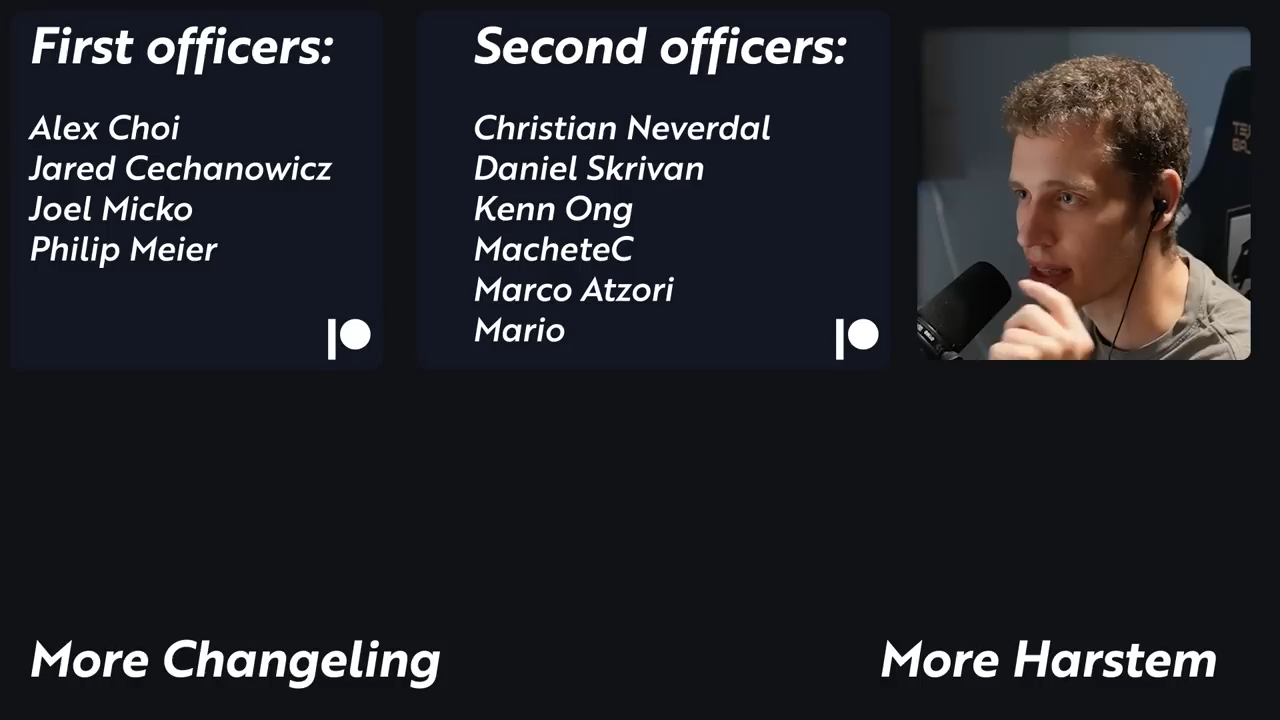 First officers:
Alex Choi
Jared Cechanowicz
Joel Micko
Philip Meier
Second officers:
Christian Neverdal
Daniel Skrivan
Kenn Ong
MacheteC
Marco Atzori
Mario
More Changeling
More Harstem